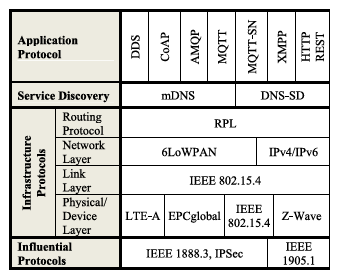 Application
Protocol
DDS
CoAP
AMQP
MQTT
MQTT-SN
XMPP
HTTP
REST
Service Discovery
mDNS
DNS-SD
Infrastructure
Protocols
Routing
Protocol
RPL
Network
Layer
6LoWPAN
IPv4/IPv6
Link
Layer
IEEE 802.15.4
Physical/
Device
Layer
LTE-A
EPCglobal
IEEE
802.15.4
Z-Wave
Influential
Protocols
IEEE 1888.3, IPSec
IEEE
1905.1